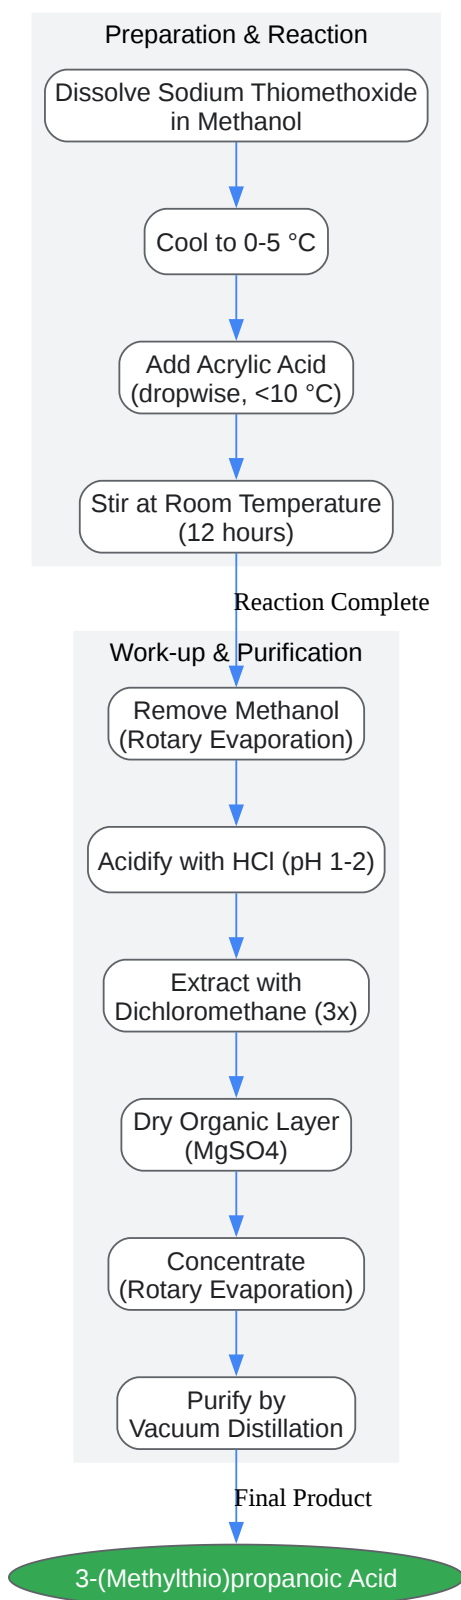 Preparation & Reaction
Dissolve Sodium Thiomethoxide
in Methanol
Cool to 0-5 °C
Add Acrylic Acid
(dropwise, <10 °C)
Stir at Room Temperature
(12 hours)
Reaction Complete
Work-up & Purification
Remove Methanol
(Rotary Evaporation)
Acidify with HCl (pH 1-2)
Extract with
Dichloromethane (3x)
Dry Organic Layer
(MgSO4)
Concentrate
(Rotary Evaporation)
Purify by
Vacuum Distillation
Final Product
3-(Methylthio)propanoic Acid